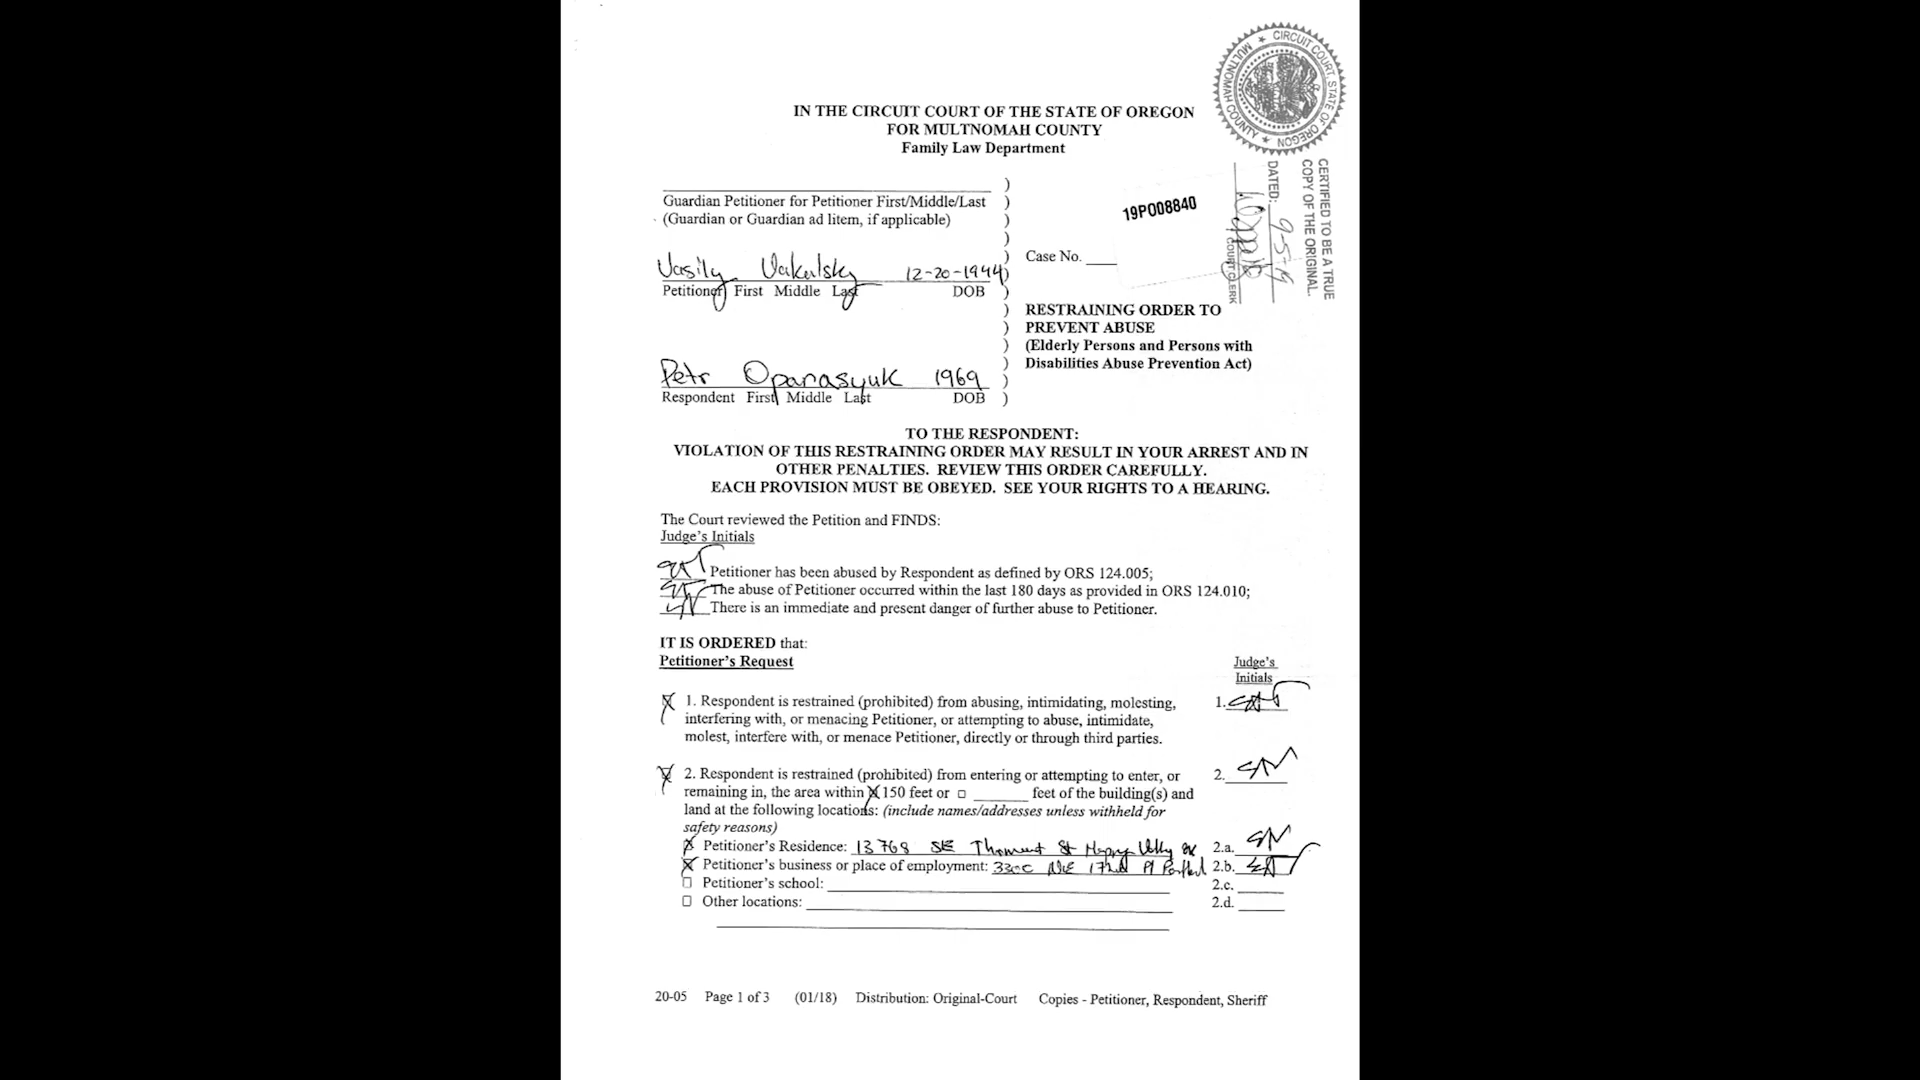 CIRCUIT COURT STATE OF OREGON
MULTNOMAH COUNTY
IN THE CIRCUIT COURT OF THE STATE OF OREGON
FOR MULTNOMAH COUNTY
Family Law Department
CERTIFIED TO BE A TRUE
COPY OF THE ORIGINAL.
DATED: 9-5-19
COURT CLERK
Guardian Petitioner for Petitioner First/Middle/Last )
(Guardian or Guardian ad litem, if applicable) )
19PO08840
Case No.
Vasily Vakulsky 12-20-1944 )
Petitioner First Middle Last DOB )
RESTRAINING ORDER TO
PREVENT ABUSE
(Elderly Persons and Persons with
Disabilities Abuse Prevention Act)
Petr Opanasyuk 1969 )
Respondent First Middle Last DOB )
TO THE RESPONDENT:
VIOLATION OF THIS RESTRAINING ORDER MAY RESULT IN YOUR ARREST AND IN
OTHER PENALTIES. REVIEW THIS ORDER CAREFULLY.
EACH PROVISION MUST BE OBEYED. SEE YOUR RIGHTS TO A HEARING.
The Court reviewed the Petition and FINDS:
Judge's Initials
Petitioner has been abused by Respondent as defined by ORS 124.005;
The abuse of Petitioner occurred within the last 180 days as provided in ORS 124.010;
There is an immediate and present danger of further abuse to Petitioner.
IT IS ORDERED that:
Petitioner's Request
Judge's
Initials
1. Respondent is restrained (prohibited) from abusing, intimidating, molesting, 1.
interfering with, or menacing Petitioner, or attempting to abuse, intimidate,
molest, interfere with, or menace Petitioner, directly or through third parties.
2. Respondent is restrained (prohibited) from entering or attempting to enter, or 2.
remaining in, the area within 150 feet or feet of the building(s) and
land at the following locations: (include names/addresses unless withheld for
safety reasons)
Petitioner's Residence: 13768 SE St Happy Valley 2.a.
Petitioner's business or place of employment: NE Pl Portland 2.b.
Petitioner's school: 2.c.
Other locations: 2.d.
20-05 Page 1 of 3 (01/18) Distribution: Original-Court Copies - Petitioner, Respondent, Sheriff